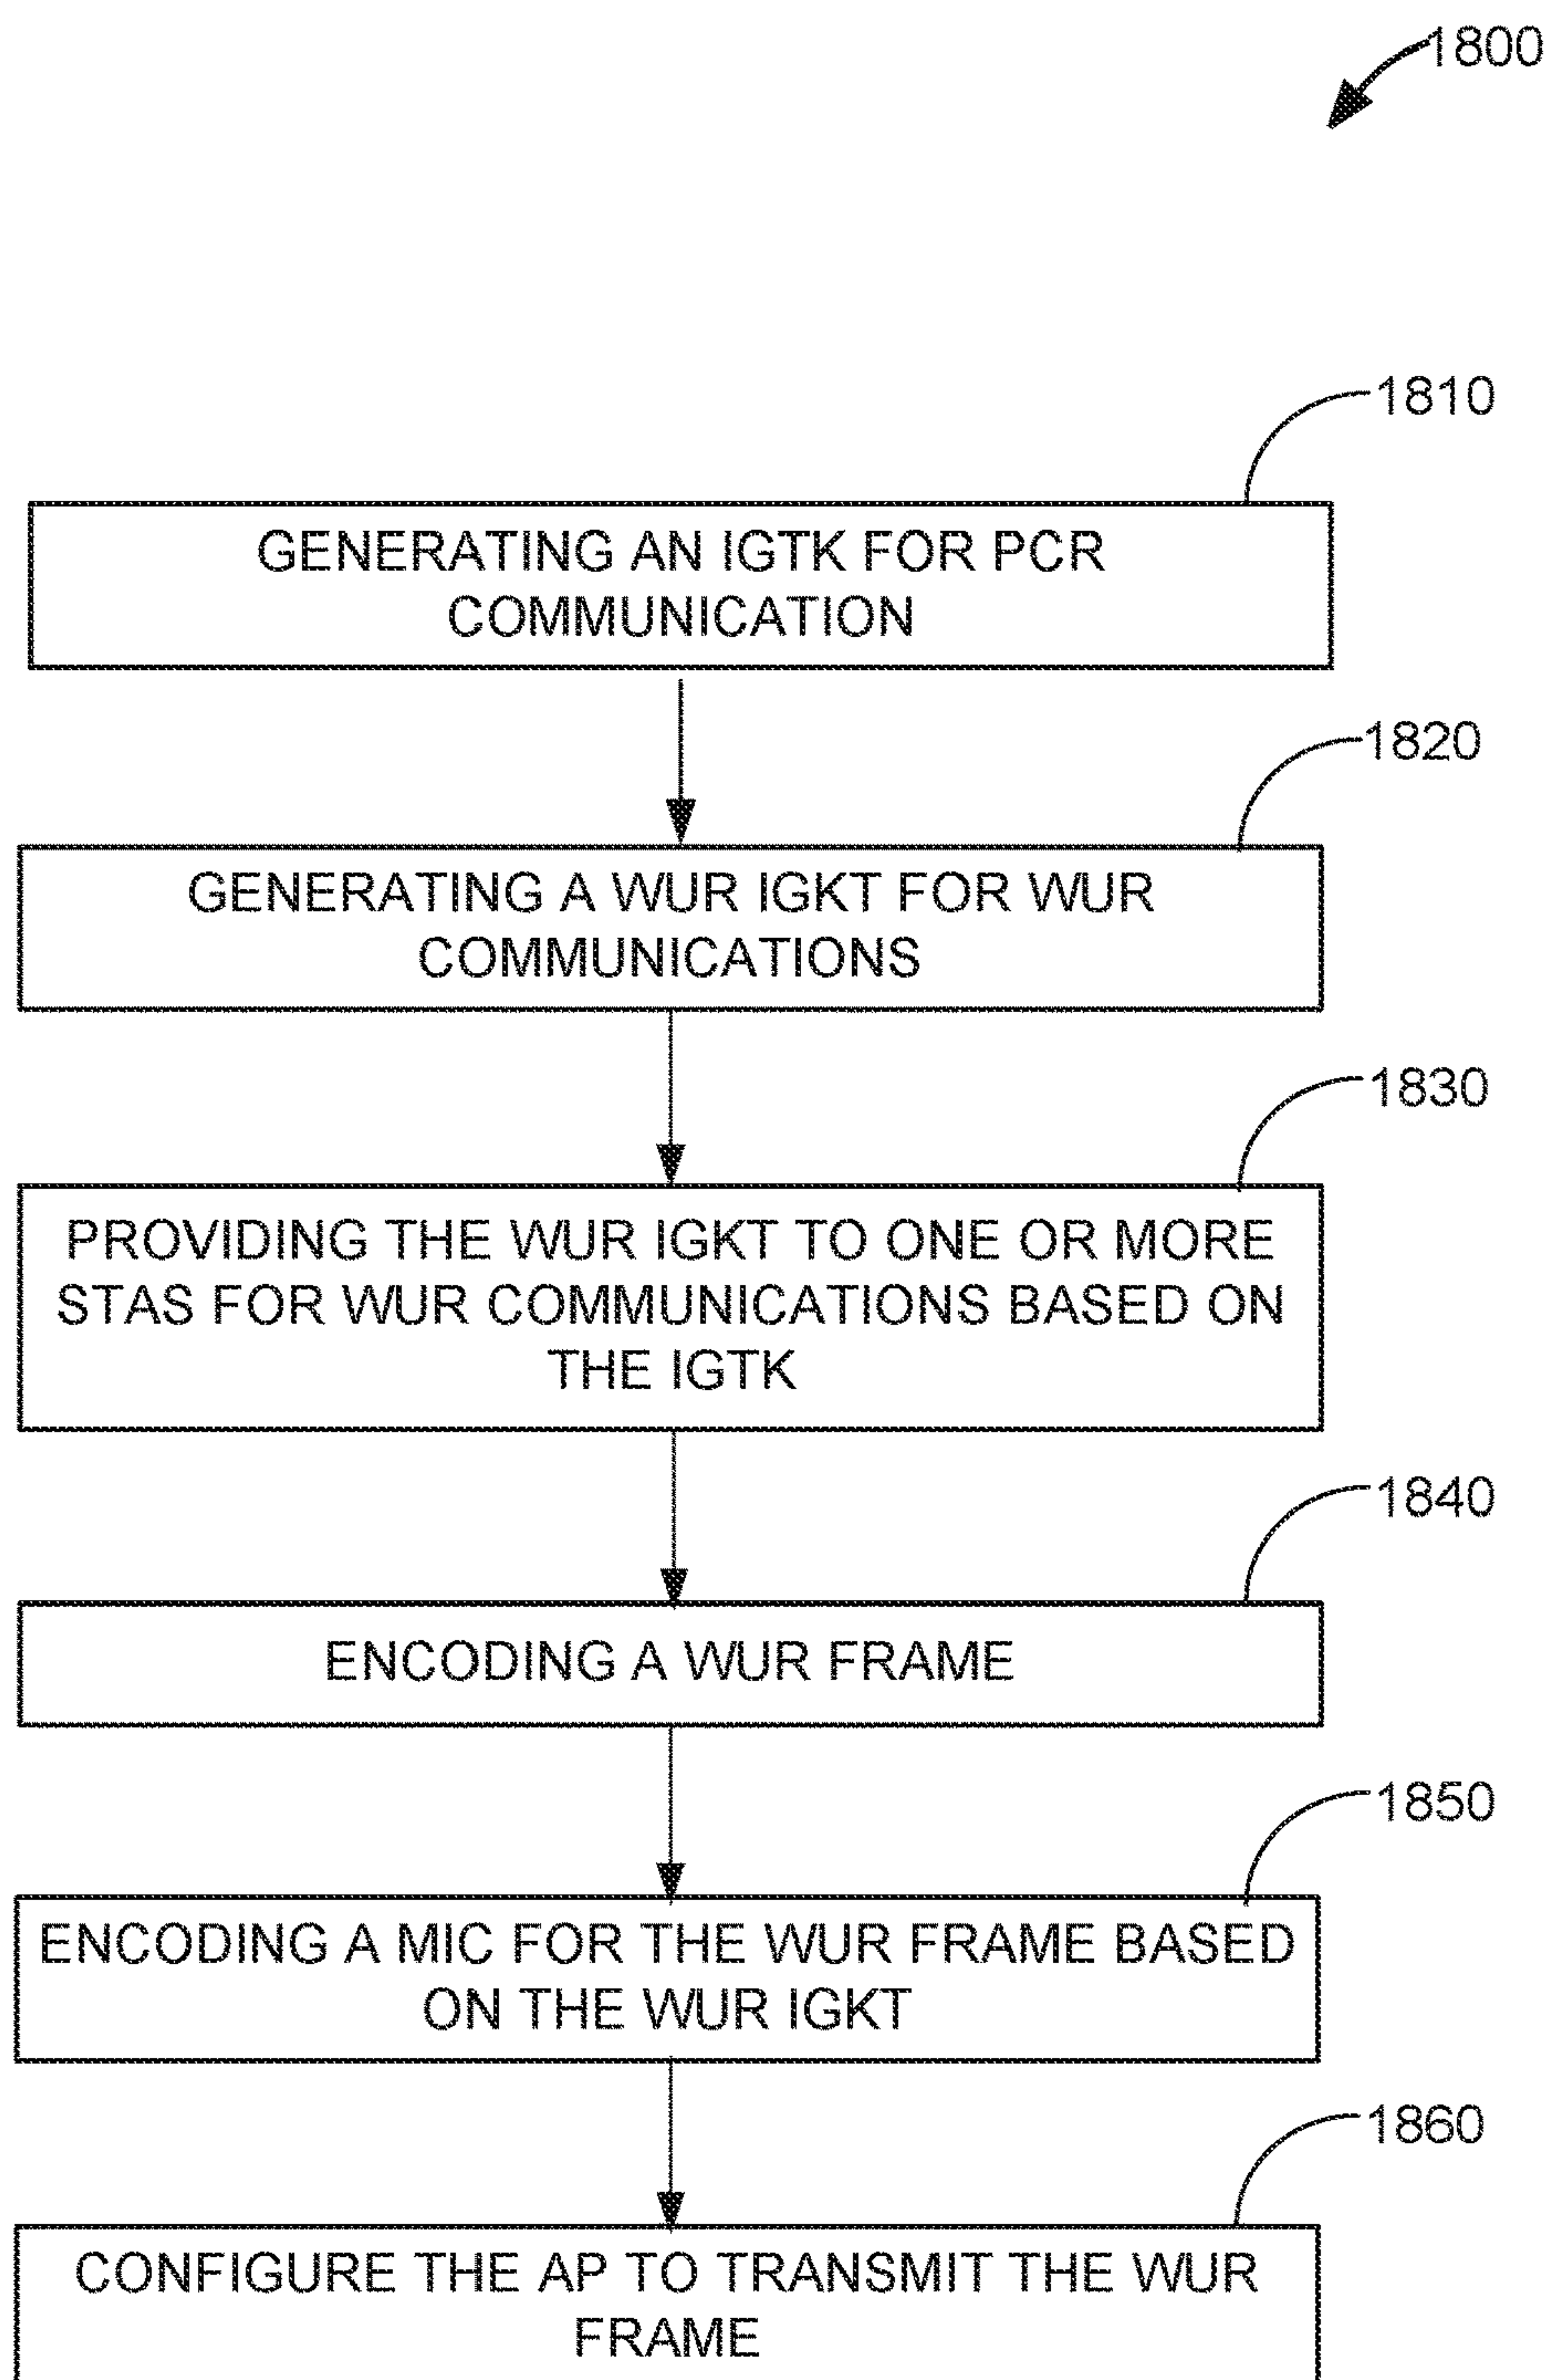 1800
1810
GENERATING AN IGTK FOR PCR
COMMUNICATION
1820
GENERATING A WUR IGKT FOR WUR
COMMUNICATIONS
1830
PROVIDING THE WUR IGKT TO ONE OR MORE
STAS FOR WUR COMMUNICATIONS BASED ON
THE IGTK
1840
ENCODING A WUR FRAME
1850
ENCODING A MIC FOR THE WUR FRAME BASED
ON THE WUR IGKT
1860
CONFIGURE THE AP TO TRANSMIT THE WUR
FRAME